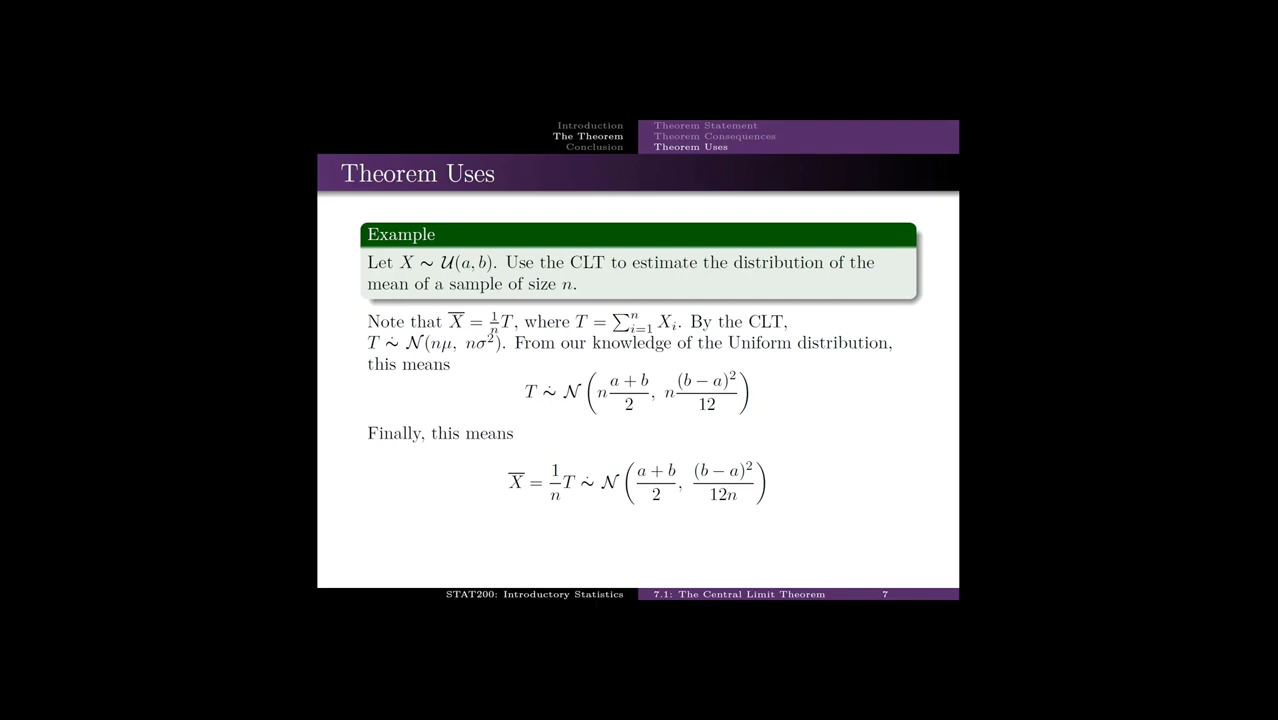 Introduction
The Theorem
Conclusion
Theorem Statement
Theorem Consequences
Theorem Uses
Theorem Uses
Example
Let X ∼ 𝒰(a, b). Use the CLT to estimate the distribution of the
mean of a sample of size n.
Note that X̅ = 1/n T, where T = ∑ᵢ₌₁ⁿ Xᵢ. By the CLT,
T ∼̇ 𝒩(nμ, nσ²). From our knowledge of the Uniform distribution,
this means
T ∼̇ 𝒩(n (a + b)/2, n (b − a)²/12)
Finally, this means
X̅ = 1/n T ∼̇ 𝒩((a + b)/2, (b − a)²/12n)
STAT200: Introductory Statistics
7.1: The Central Limit Theorem 7